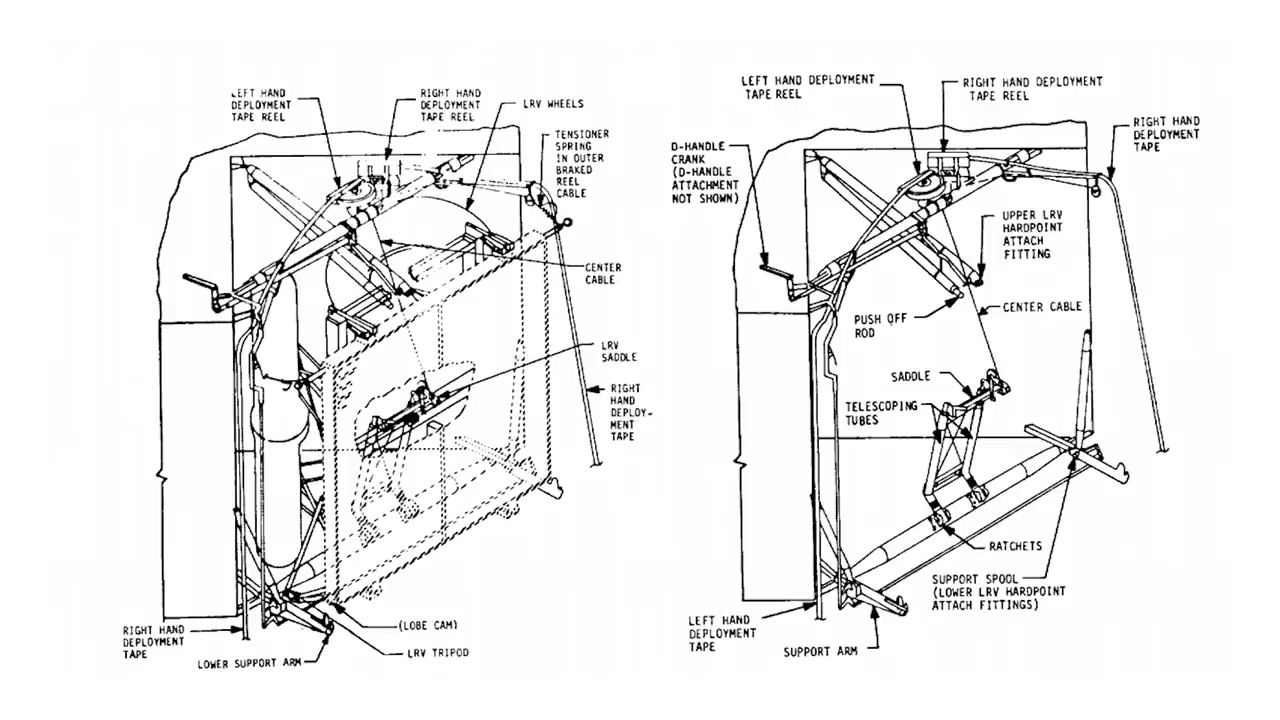 LEFT HAND
DEPLOYMENT
TAPE REEL
RIGHT HAND
DEPLOYMENT
TAPE REEL
LRV WHEELS
TENSIONER
SPRING
IN OUTER
BRAKED
REEL
CABLE
CENTER
CABLE
LRV
SADDLE
RIGHT
HAND
DEPLOY-
MENT
TAPE
RIGHT HAND
DEPLOYMENT
TAPE
LOWER SUPPORT ARM
(LOBE CAM)
LRV TRIPOD
LEFT HAND DEPLOYMENT
TAPE REEL
RIGHT HAND DEPLOYMENT
TAPE REEL
RIGHT HAND
DEPLOYMENT
TAPE
D-HANDLE
CRANK
(D-HANDLE
ATTACHMENT
NOT SHOWN)
UPPER LRV
HARDPOINT
ATTACH
FITTING
PUSH OFF
ROD
CENTER CABLE
SADDLE
TELESCOPING
TUBES
RATCHETS
SUPPORT SPOOL
(LOWER LRV HARDPOINT
ATTACH FITTINGS)
LEFT HAND
DEPLOYMENT
TAPE
SUPPORT ARM